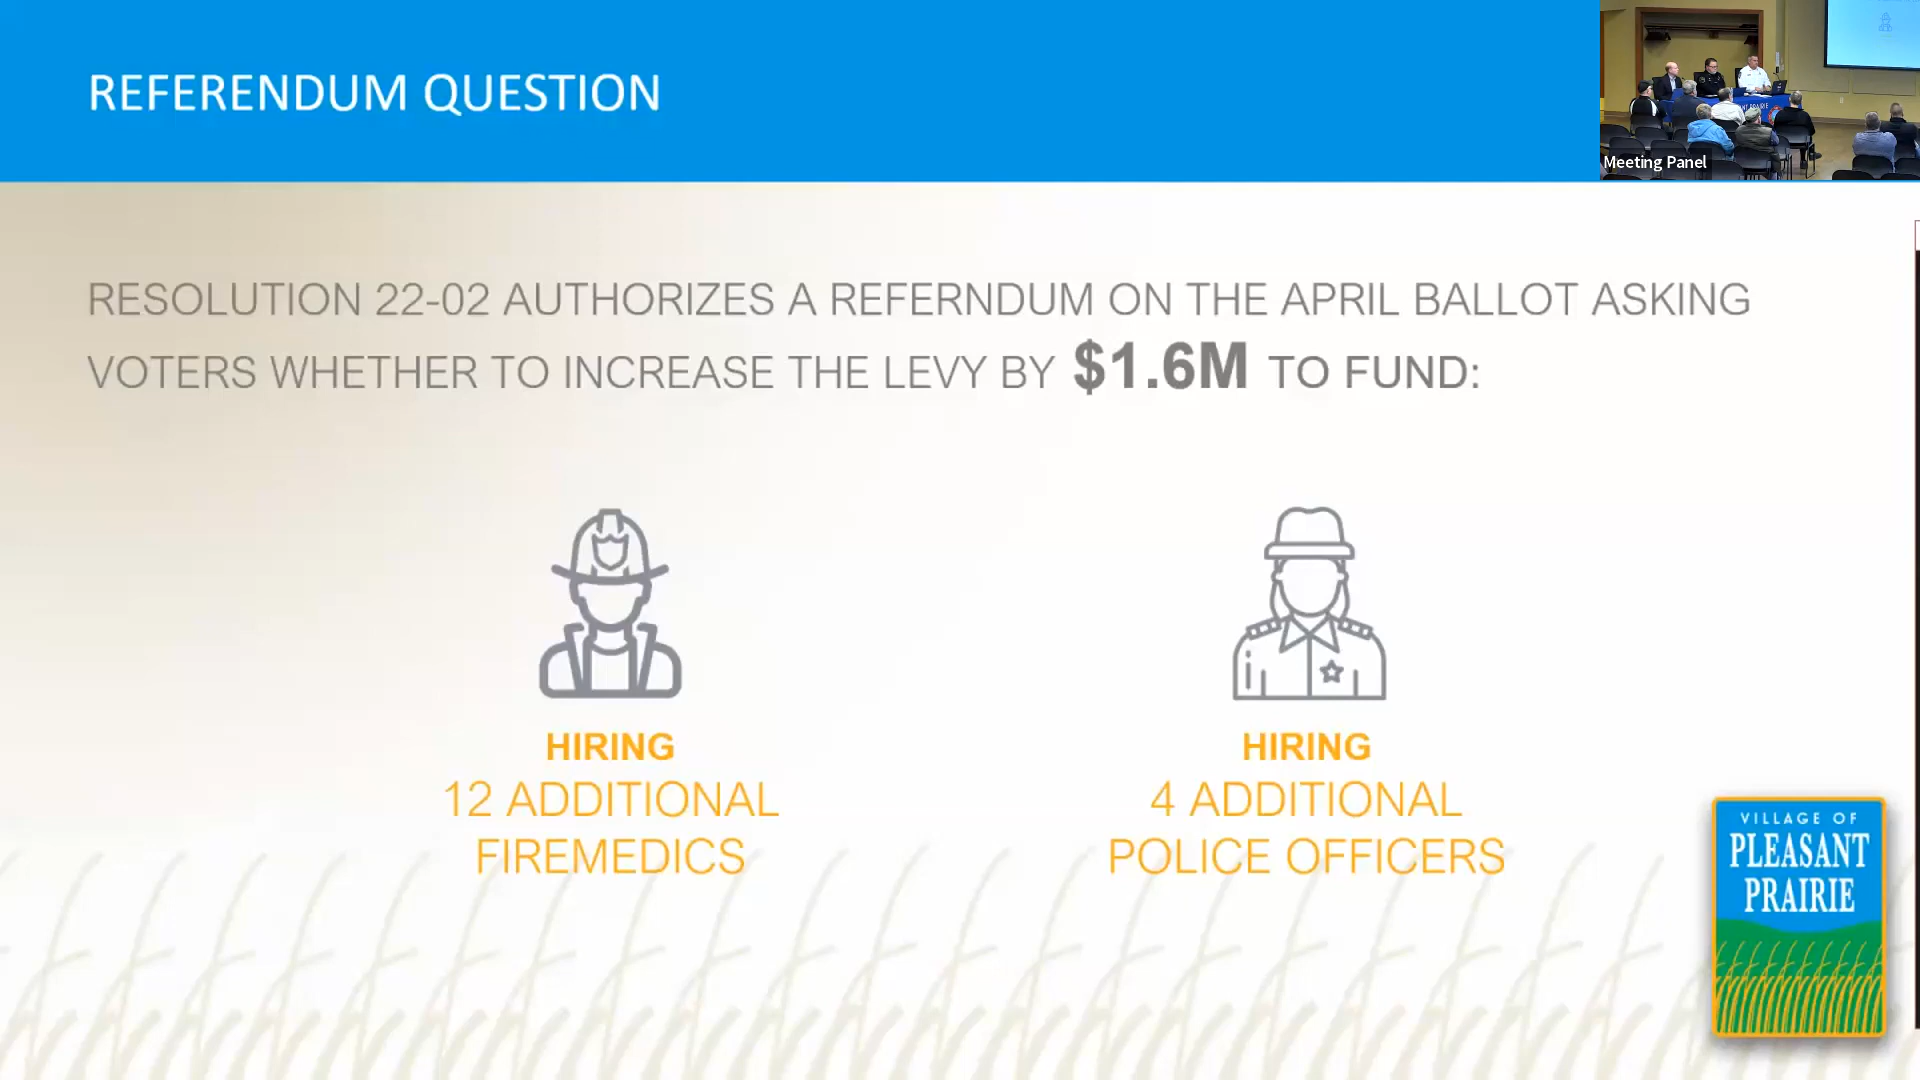 REFERENDUM QUESTION
Meeting Panel
RESOLUTION 22-02 AUTHORIZES A REFERNDUM ON THE APRIL BALLOT ASKING
VOTERS WHETHER TO INCREASE THE LEVY BY $1.6M TO FUND:
HIRING
12 ADDITIONAL
FIREMEDICS
HIRING
4 ADDITIONAL
POLICE OFFICERS
VILLAGE OF
PLEASANT
PRAIRIE